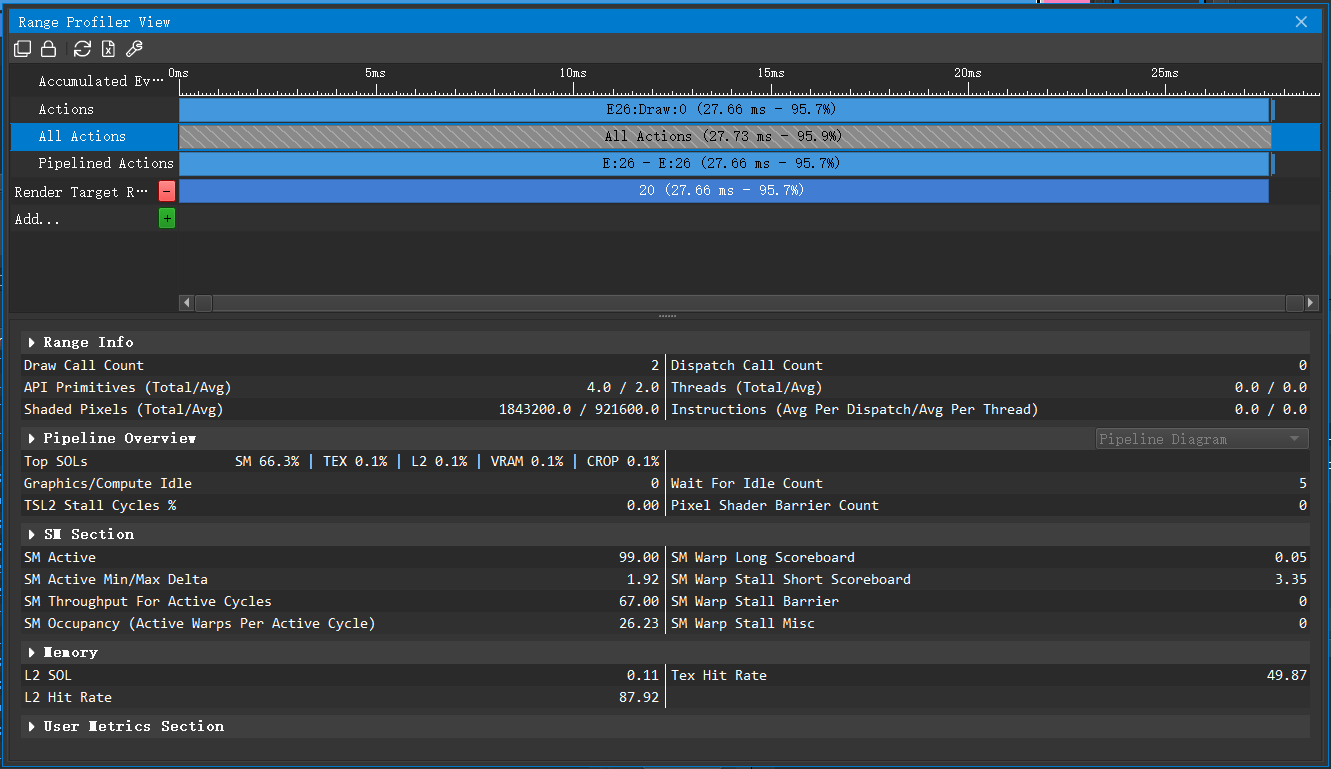 Range Profiler View
0ms 5ms 10ms 15ms 20ms 25ms
Accumulated Ev···
Actions E26:Draw:0 (27.66 ms - 95.7%)
All Actions All Actions (27.73 ms - 95.9%)
Pipelined Actions E:26 - E:26 (27.66 ms - 95.7%)
Render Target R··· - 20 (27.66 ms - 95.7%)
Add... +
Range Info
Draw Call Count 2 Dispatch Call Count 0
API Primitives (Total/Avg) 4.0 / 2.0 Threads (Total/Avg) 0.0 / 0.0
Shaded Pixels (Total/Avg) 1843200.0 / 921600.0 Instructions (Avg Per Dispatch/Avg Per Thread) 0.0 / 0.0
Pipeline Overview Pipeline Diagram
Top SOLs SM 66.3% | TEX 0.1% | L2 0.1% | VRAM 0.1% | CROP 0.1%
Graphics/Compute Idle 0 Wait For Idle Count 5
TSL2 Stall Cycles % 0.00 Pixel Shader Barrier Count 0
SM Section
SM Active 99.00 SM Warp Long Scoreboard 0.05
SM Active Min/Max Delta 1.92 SM Warp Stall Short Scoreboard 3.35
SM Throughput For Active Cycles 67.00 SM Warp Stall Barrier 0
SM Occupancy (Active Warps Per Active Cycle) 26.23 SM Warp Stall Misc 0
Memory
L2 SOL 0.11 Tex Hit Rate 49.87
L2 Hit Rate 87.92
User Metrics Section